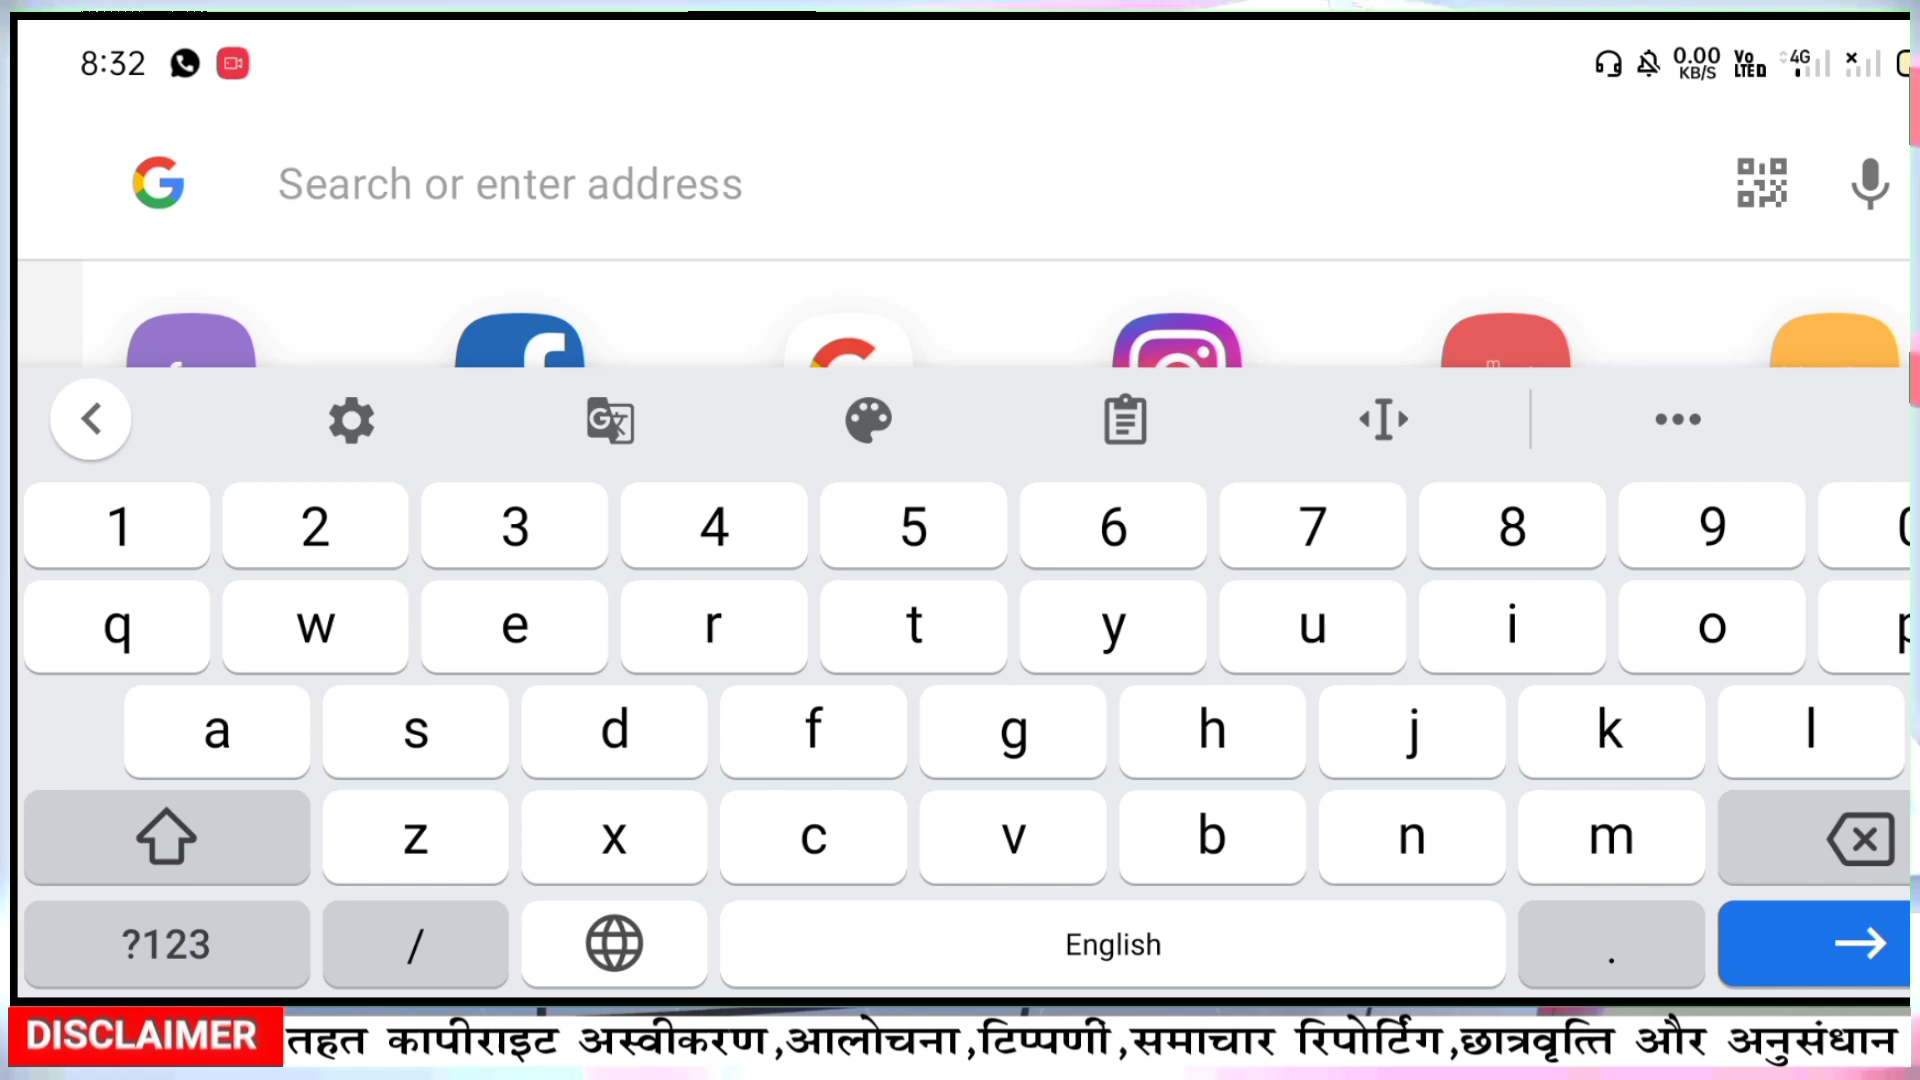 8:32 0.00 KB/S Vo LTE 4G
Search or enter address
1 2 3 4 5 6 7 8 9 0
q w e r t y u i o p
a s d f g h j k l
z x c v b n m
?123 / English .
DISCLAIMER तहत कापीराइट अस्वीकरण,आलोचना,टिप्पणी,समाचार रिपोर्टिंग,छात्रवृत्ति और अनुसंधान